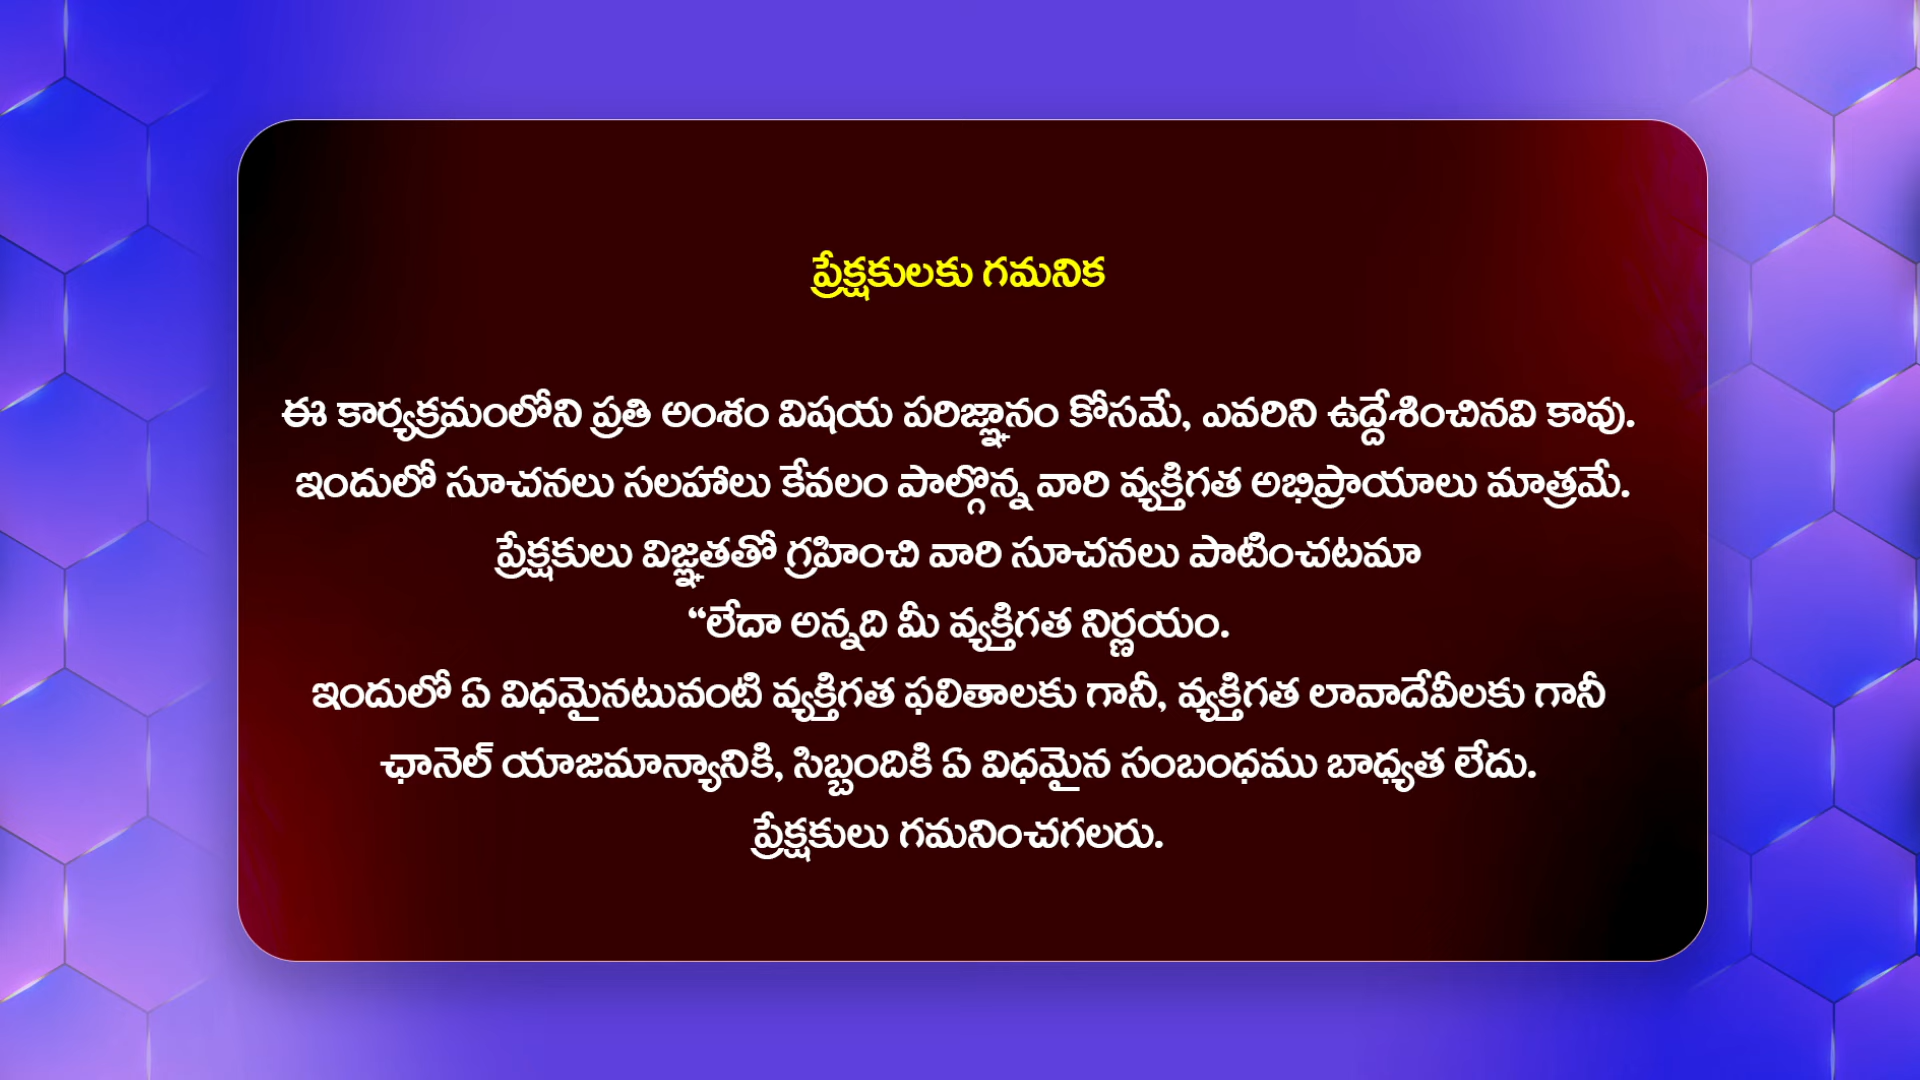 ప్రేక్షకులకు గమనిక
ఈ కార్యక్రమంలోని ప్రతి అంశం విషయ పరిజ్ఞానం కోసమే, ఎవరిని ఉద్దేశించినవి కావు.
ఇందులో సూచనలు సలహాలు కేవలం పాల్గొన్న వారి వ్యక్తిగత అభిప్రాయాలు మాత్రమే.
ప్రేక్షకులు విజ్ఞతతో గ్రహించి వారి సూచనలు పాటించటమా
“లేదా అన్నది మీ వ్యక్తిగత నిర్ణయం.
ఇందులో ఏ విధమైనటువంటి వ్యక్తిగత ఫలితాలకు గానీ, వ్యక్తిగత లావాదేవీలకు గానీ
ఛానెల్ యాజమాన్యానికి, సిబ్బందికి ఏ విధమైన సంబంధము బాధ్యత లేదు.
ప్రేక్షకులు గమనించగలరు.